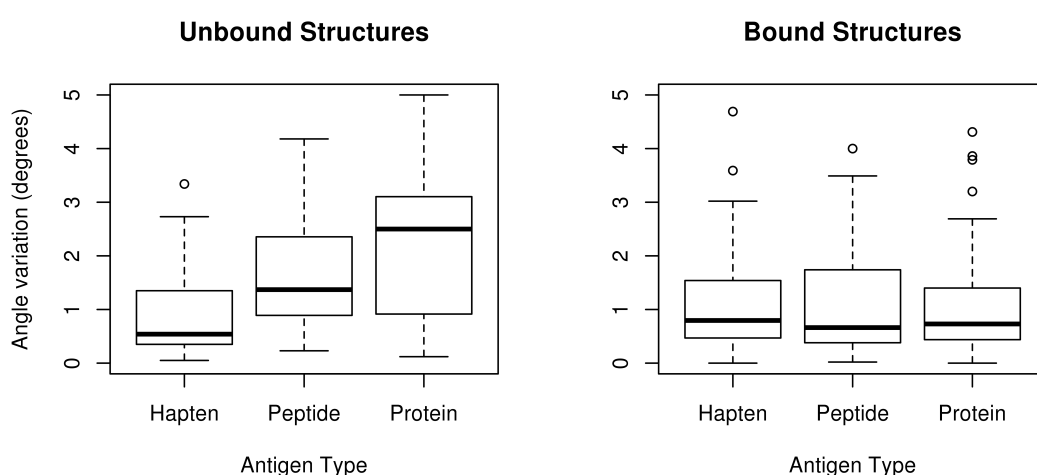 Unbound Structures
Angle variation (degrees)
5
4
3
2
1
0
Hapten Peptide Protein
Antigen Type
Bound Structures
5
4
3
2
1
0
Hapten Peptide Protein
Antigen Type